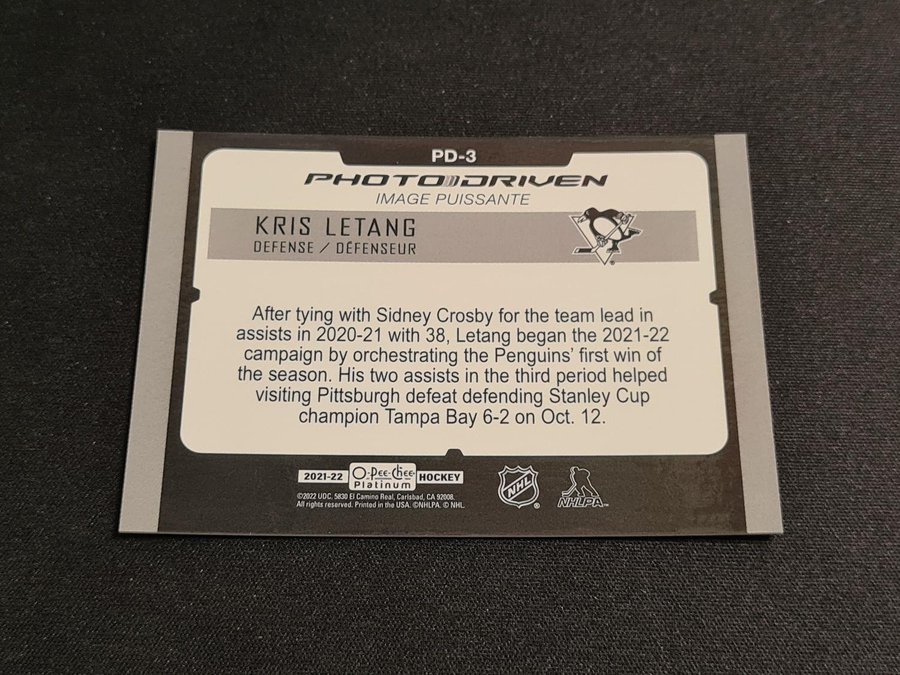 PD-3
PHOTO DRIVEN
IMAGE PUISSANTE
KRIS LETANG
DEFENSE / DÉFENSEUR
After tying with Sidney Crosby for the team lead in
assists in 2020-21 with 38, Letang began the 2021-22
campaign by orchestrating the Penguins' first win of
the season. His two assists in the third period helped
visiting Pittsburgh defeat defending Stanley Cup
champion Tampa Bay 6-2 on Oct. 12.
2021-22 O-Pee-Chee Platinum HOCKEY
©2022 UDC. 5830 El Camino Real, Carlsbad, CA 92008.
All rights reserved. Printed in the USA. ©NHLPA. © NHL.
NHL ®
NHLPA